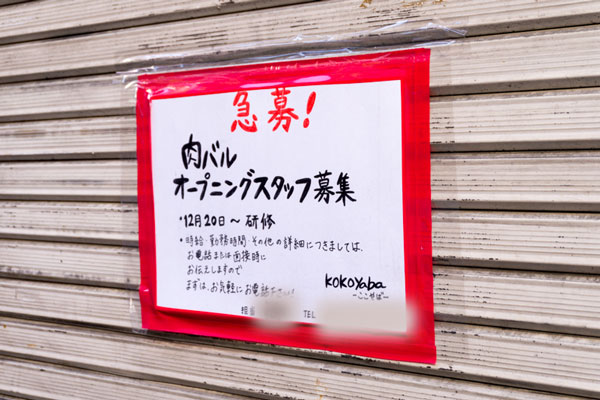 急募!
肉バル
オープニングスタッフ募集
・12月20日〜研修
・時給・勤務時間・その他の詳細につきましては、
お電話または面接時に
お伝えしますので
まずは、お気軽にお電話下さい!
KOKOYaba
-ここやば-
担
TEL